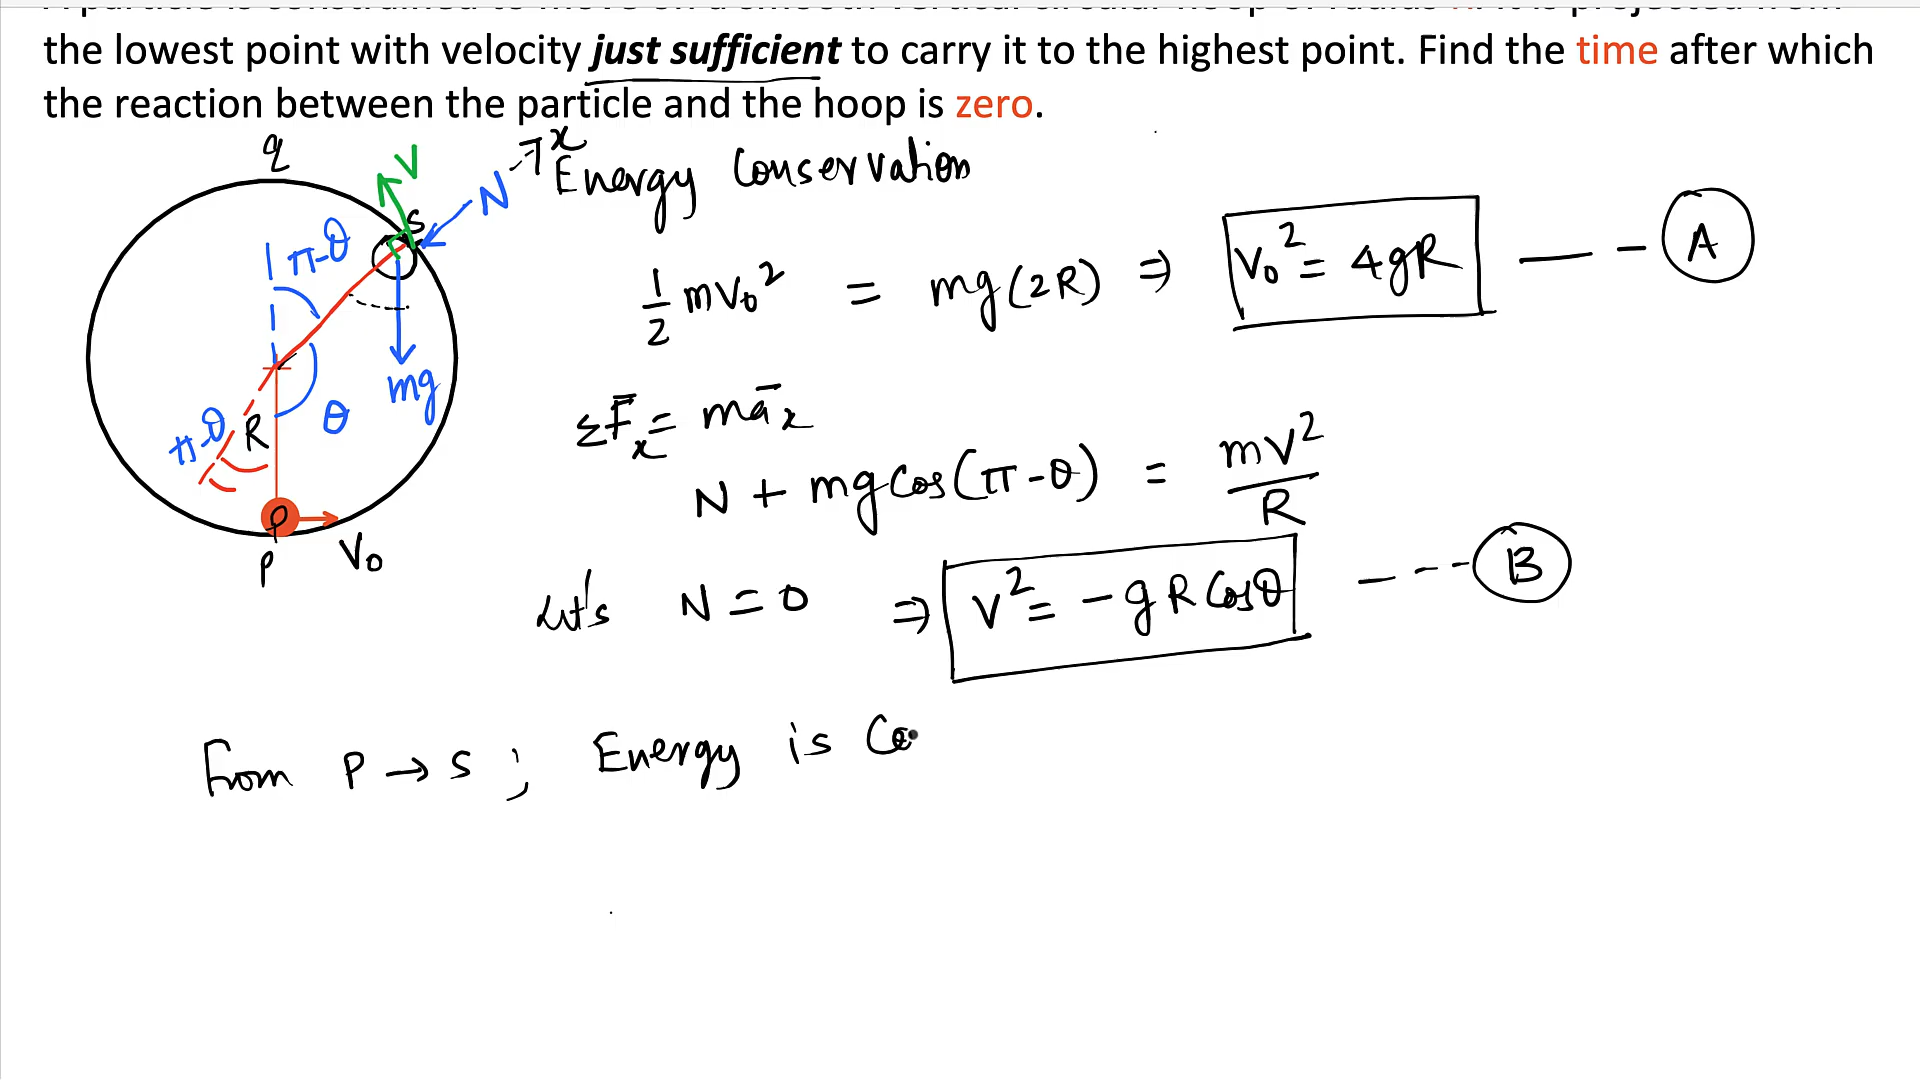 the lowest point with velocity just sufficient to carry it to the highest point. Find the time after which
the reaction between the particle and the hoop is zero.
q
V
N
x
S
π-θ
mg
θ
π-θ
R
P
V₀
Energy Conservation
1/2 mV₀² = mg(2R) ⇒ V₀² = 4gR —– A
ΣF̄ₓ = māₓ
N + mg Cos(π-θ) = mV²/R
Let's N = 0 ⇒ V² = -gR Cosθ —--- B
From P → S ; Energy is Co